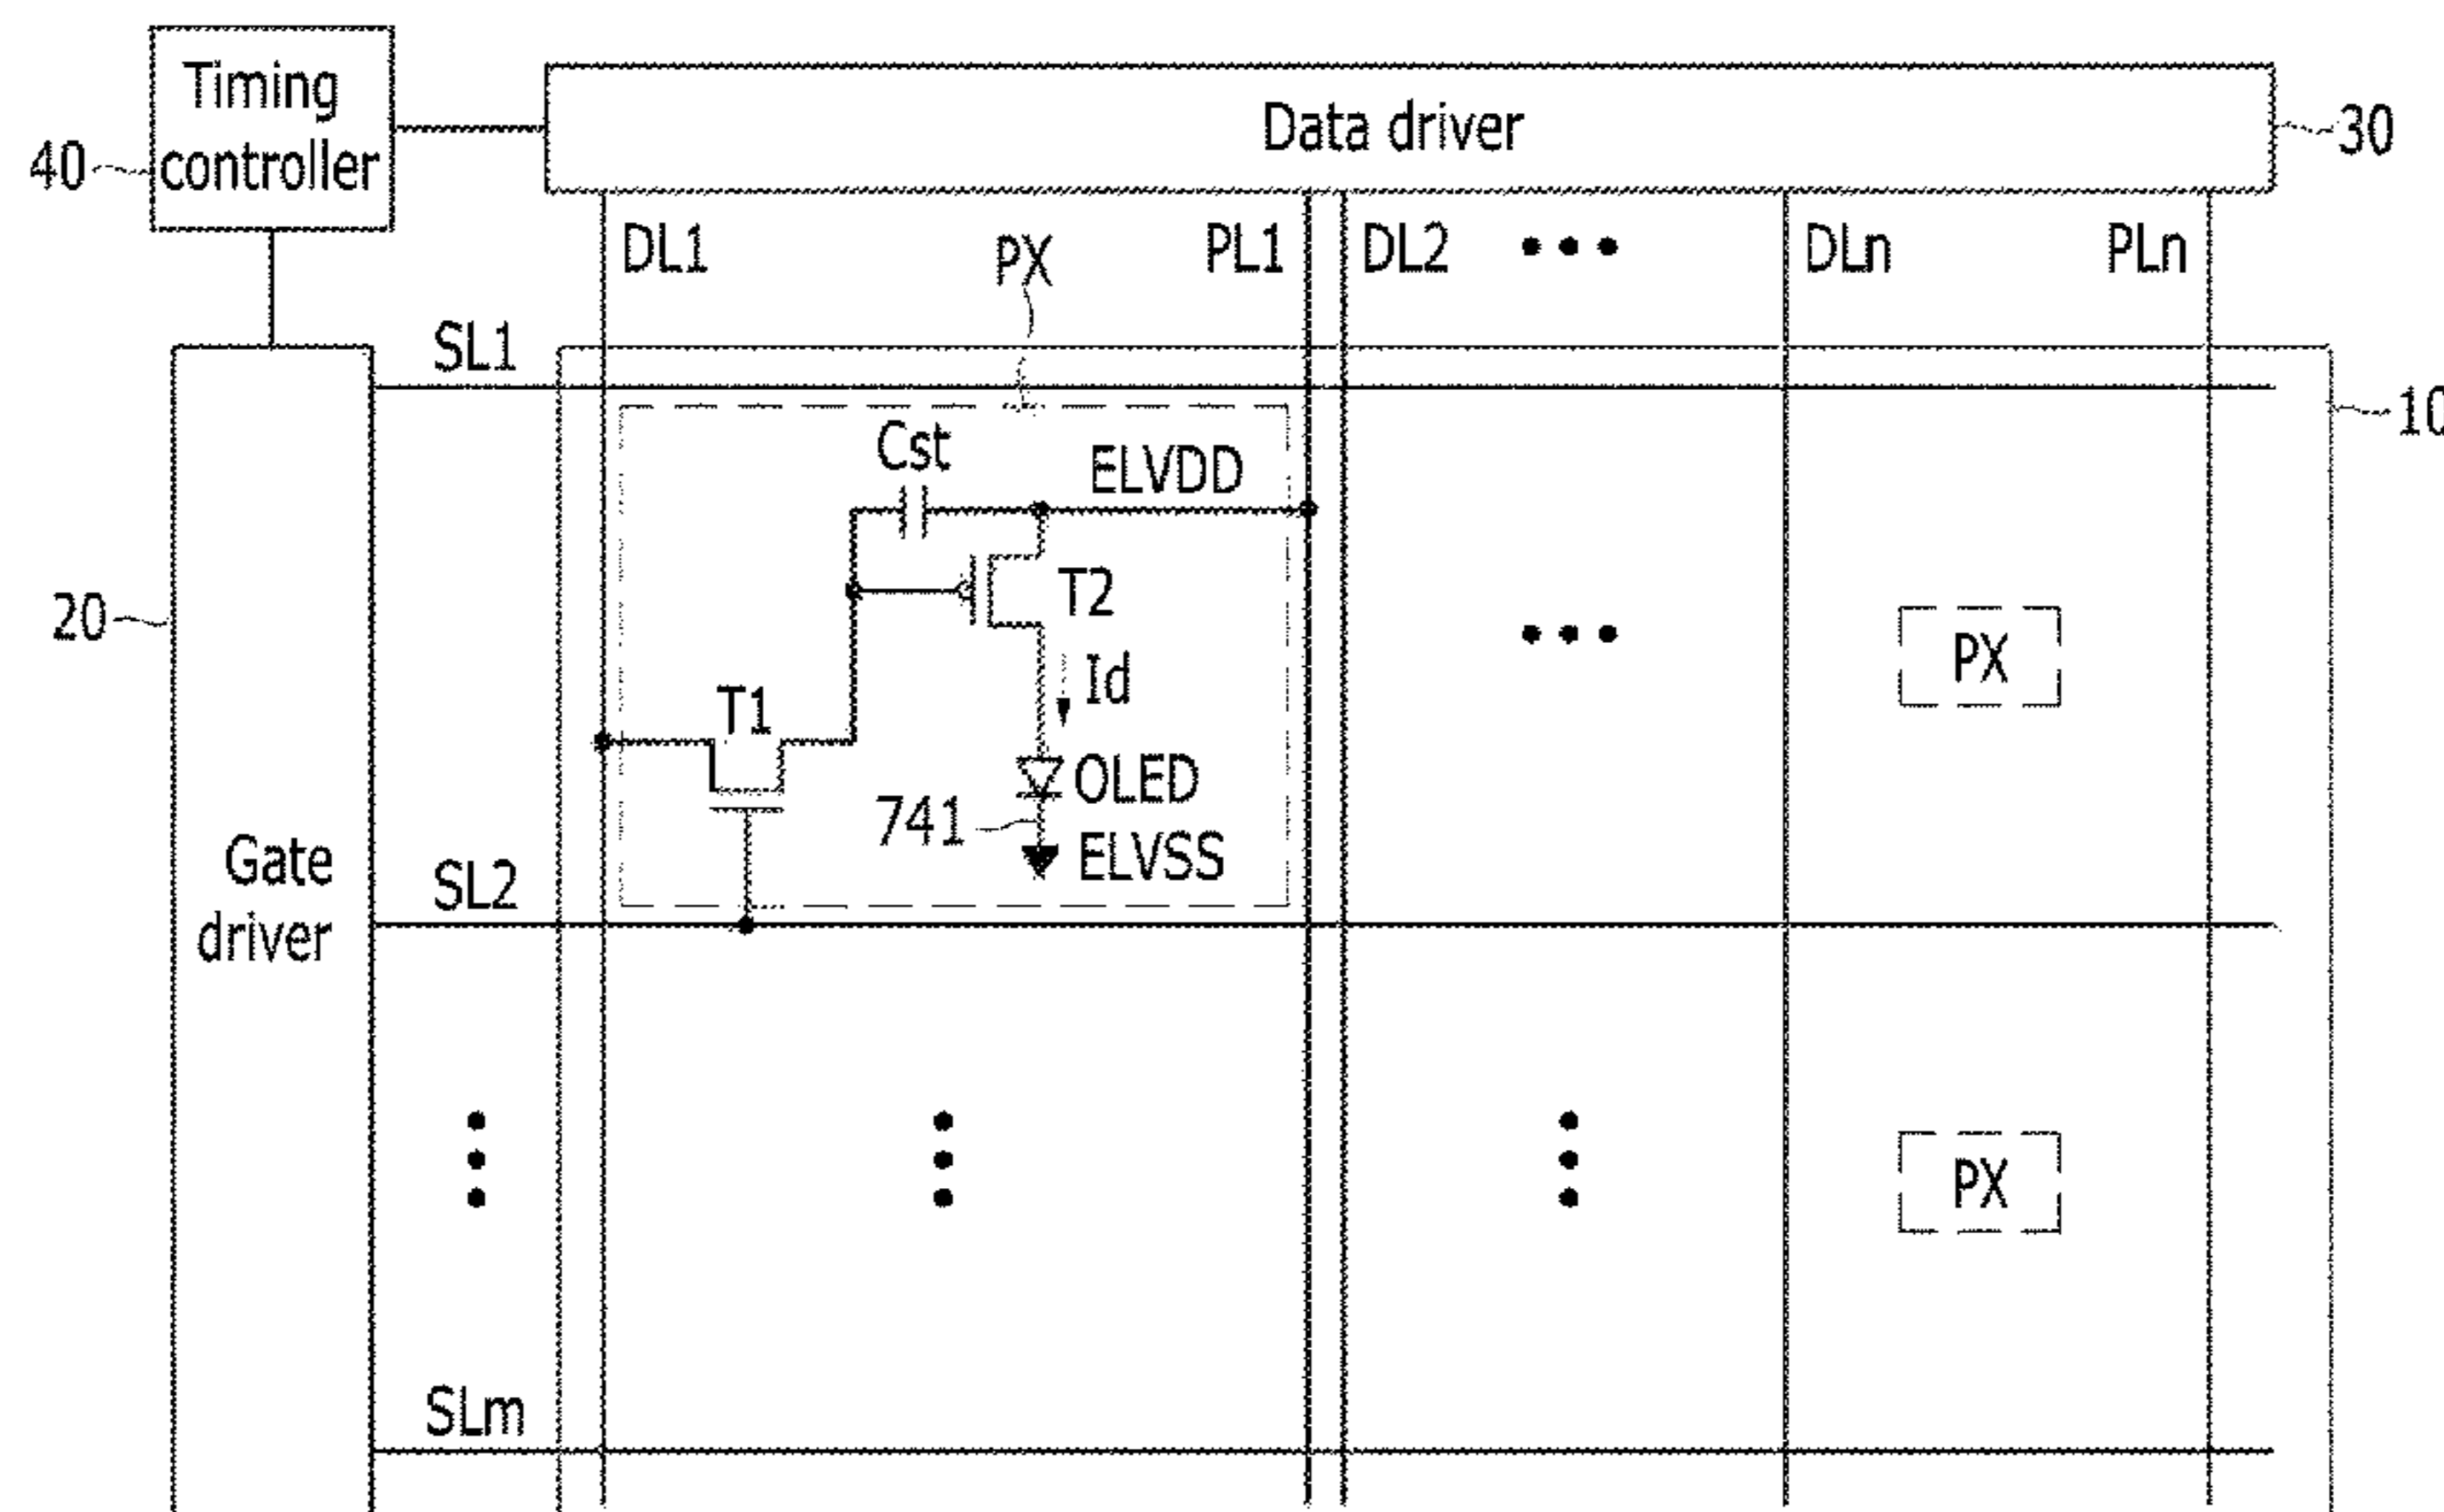 Timing
controller
40
Data driver
30
DL1
PX
PL1
DL2
DLn
PLn
SL1
10
Cst
ELVDD
20
T2
PX
Id
T1
OLED
741
ELVSS
Gate
driver
SL2
PX
SLm